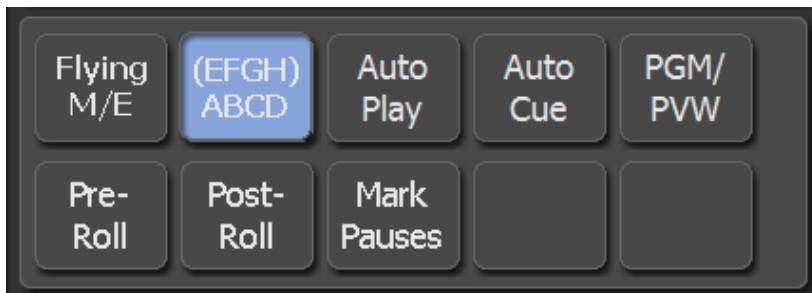 Flying
M/E
(EFGH)
ABCD
Auto
Play
Auto
Cue
PGM/
PVW
Pre-
Roll
Post-
Roll
Mark
Pauses